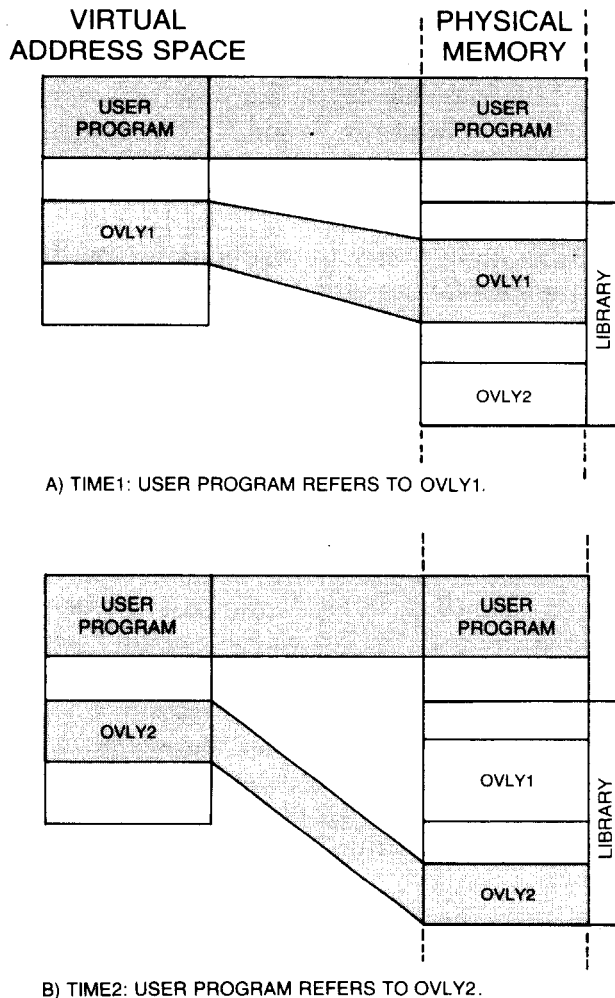 VIRTUAL
ADDRESS SPACE
PHYSICAL
MEMORY
USER
PROGRAM
USER
PROGRAM
OVLY1
OVLY1
OVLY2
LIBRARY
A) TIME1: USER PROGRAM REFERS TO OVLY1.
USER
PROGRAM
USER
PROGRAM
OVLY2
OVLY1
OVLY2
LIBRARY
B) TIME2: USER PROGRAM REFERS TO OVLY2.